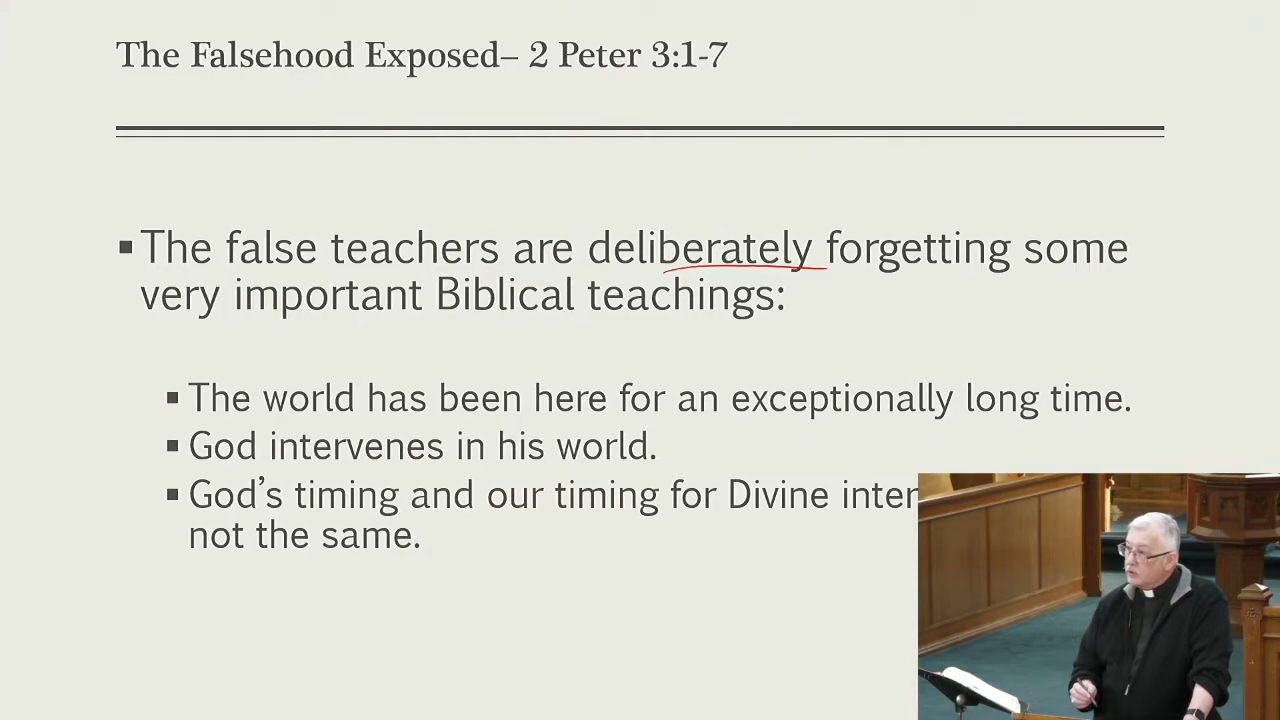 The Falsehood Exposed– 2 Peter 3:1-7
▪ The false teachers are deliberately forgetting some
very important Biblical teachings:
▪ The world has been here for an exceptionally long time.
▪ God intervenes in his world.
▪ God’s timing and our timing for Divine
not the same.